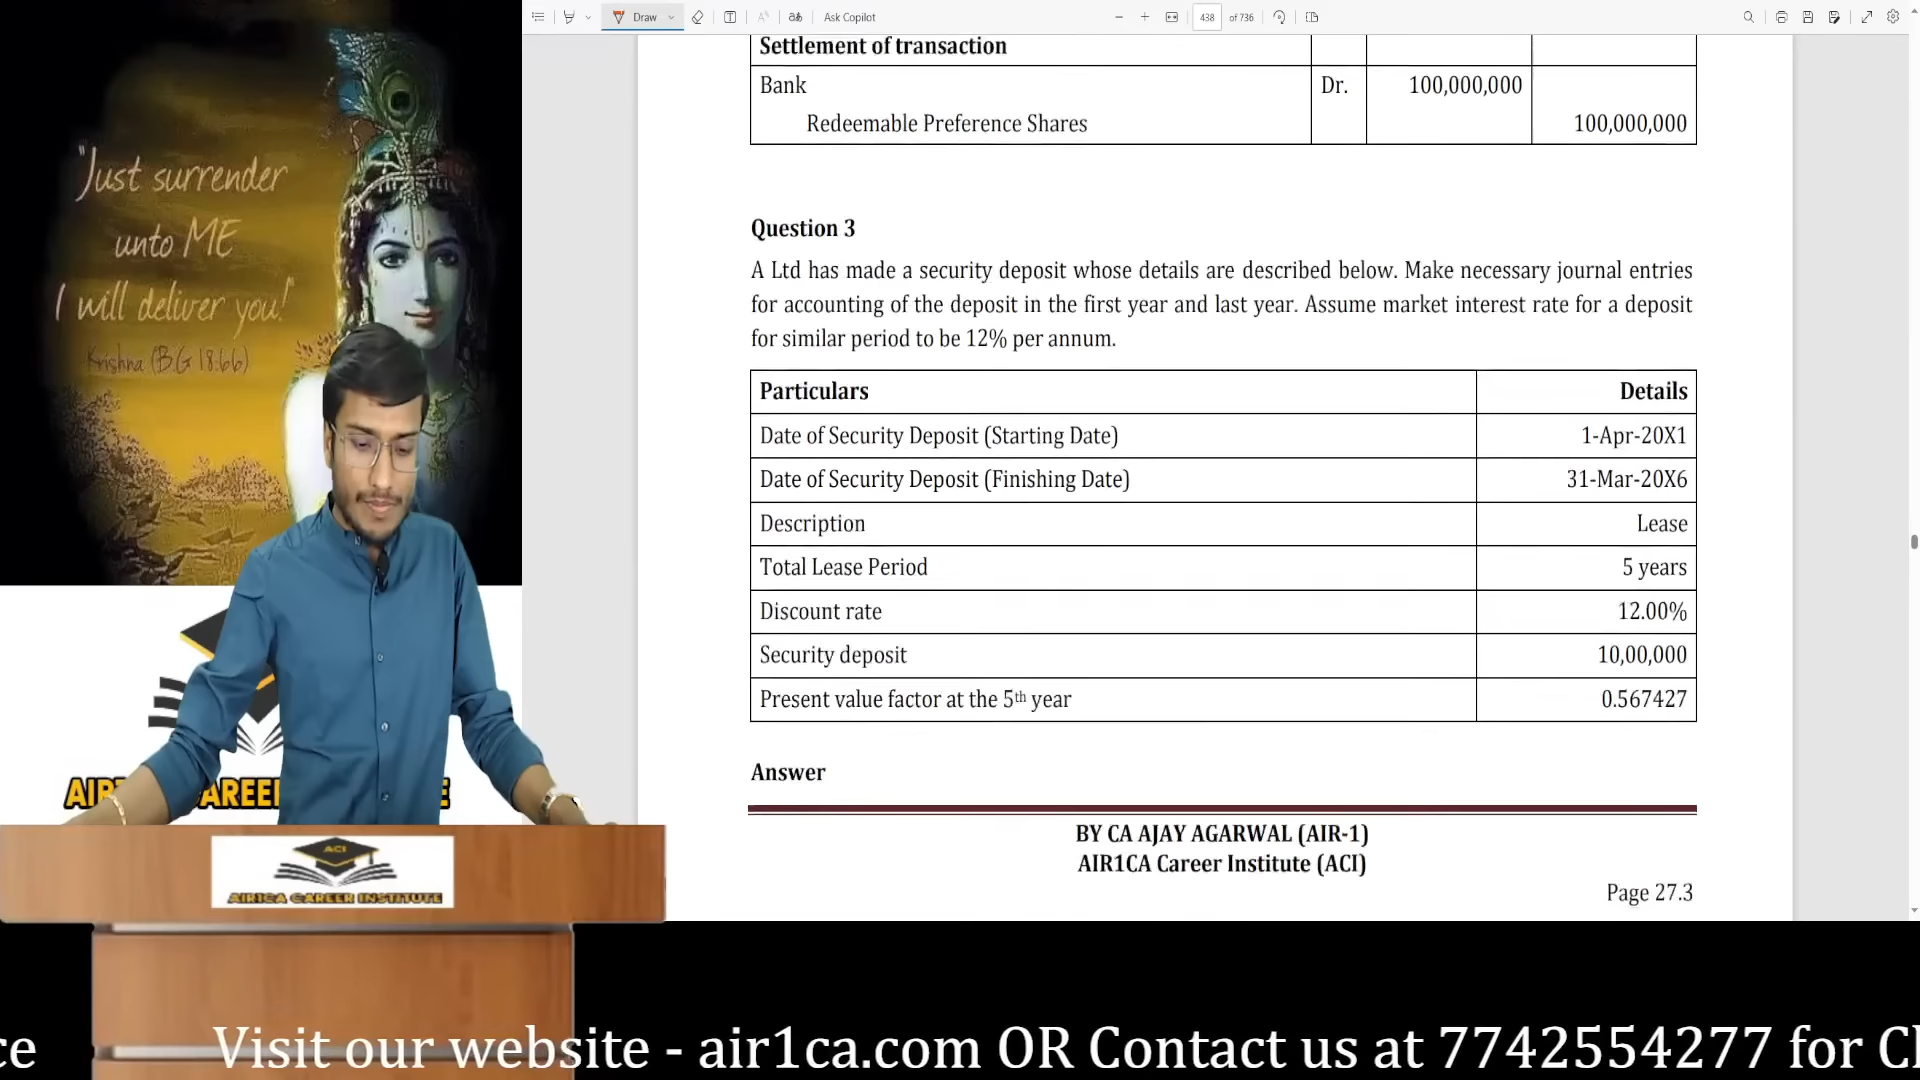 Draw
Ask Copilot
438
of 736
Settlement of transaction
Bank Dr. 100,000,000
Redeemable Preference Shares 100,000,000
"Just surrender
unto ME
I will deliver you!"
Krishna (B.G 18:66)
Question 3
A Ltd has made a security deposit whose details are described below. Make necessary journal entries
for accounting of the deposit in the first year and last year. Assume market interest rate for a deposit
for similar period to be 12% per annum.
Particulars Details
Date of Security Deposit (Starting Date) 1-Apr-20X1
Date of Security Deposit (Finishing Date) 31-Mar-20X6
Description Lease
Total Lease Period 5 years
Discount rate 12.00%
Security deposit 10,00,000
Present value factor at the 5th year 0.567427
Answer
BY CA AJAY AGARWAL (AIR-1)
AIR1CA Career Institute (ACI)
Page 27.3
ACI
AIR1CA CAREER INSTITUTE
ce Visit our website - air1ca.com OR Contact us at 7742554277 for C